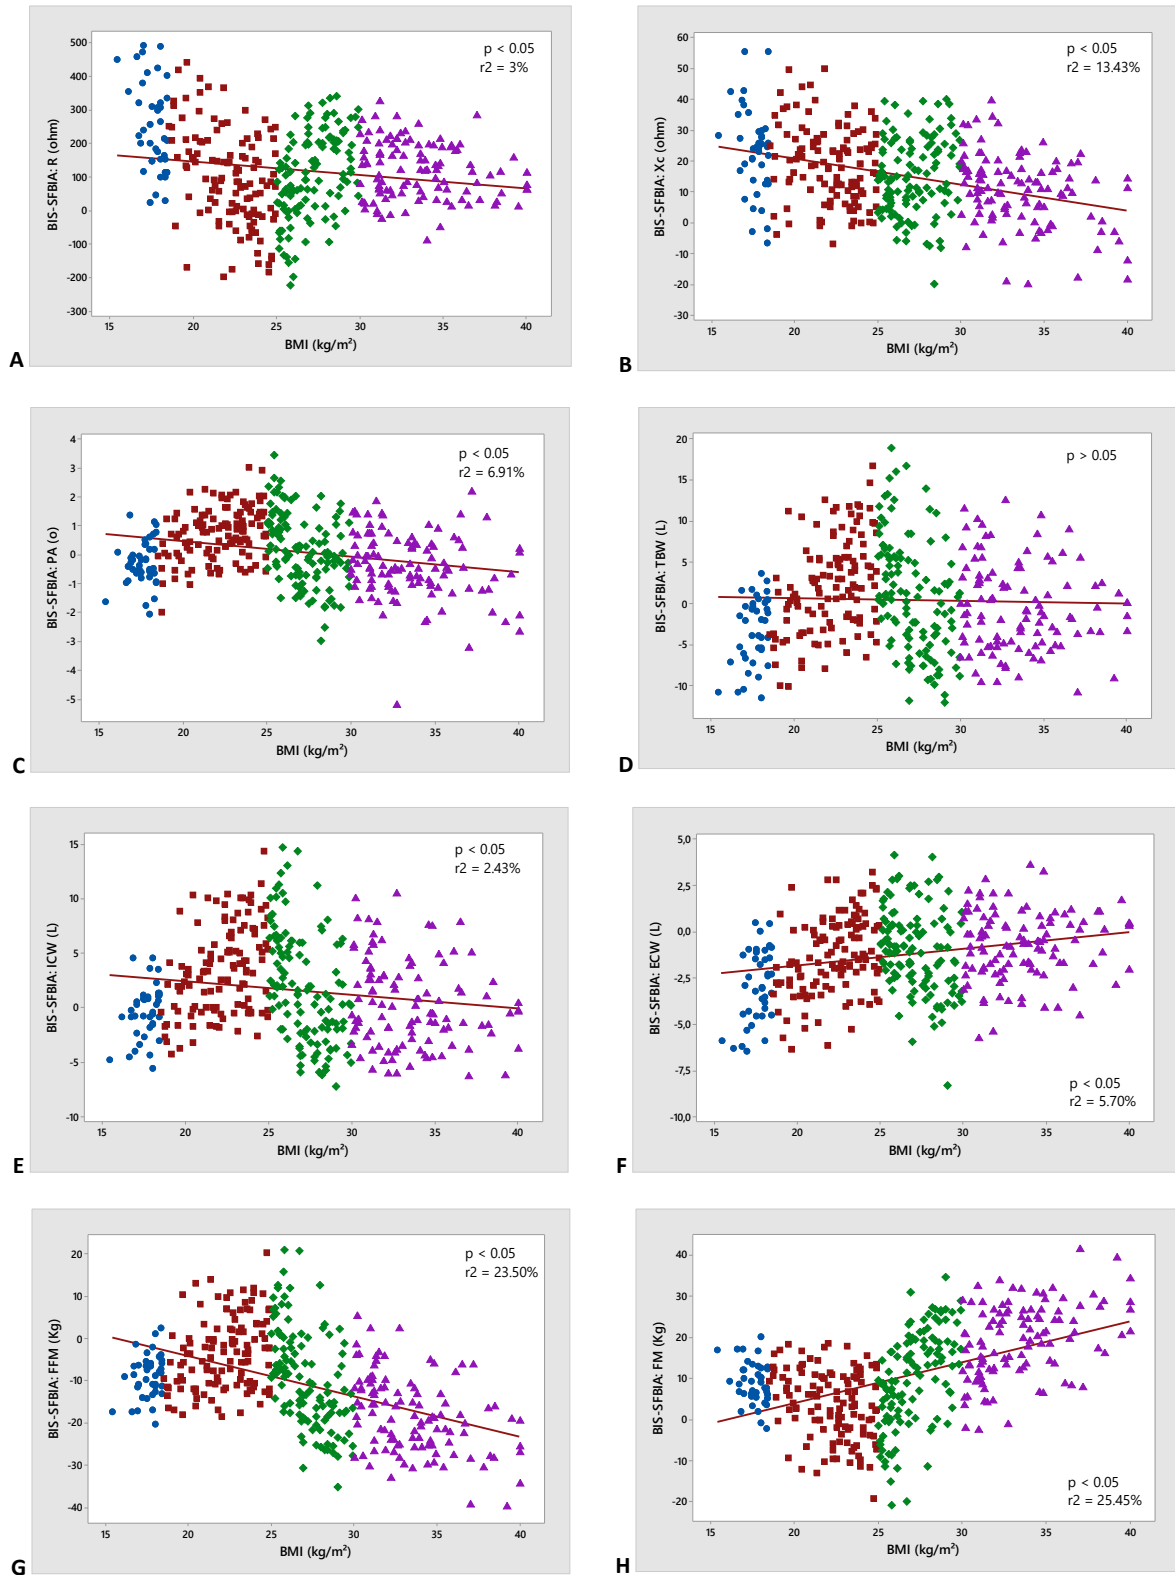 p < 0.05
r2 = 3%
500
400
300
200
100
0
-100
-200
-300
15
20
25
30
35
40
BIS-SFBIA: R (ohm)
BMI (kg/m²)
A
p < 0.05
r2 = 13.43%
60
50
40
30
20
10
0
-10
-20
-30
15
20
25
30
35
40
BIS-SFBIA: Xc (ohm)
BMI (kg/m²)
B
p < 0.05
r2 = 6.91%
4
3
2
1
0
-1
-2
-3
-4
-5
15
20
25
30
35
40
BIS-SFBIA: PA (o)
BMI (kg/m²)
C
p > 0.05
20
15
10
5
0
-5
-10
15
20
25
30
35
40
BIS-SFBIA: TBW (L)
BMI (kg/m²)
D
p < 0.05
r2 = 2.43%
15
10
5
0
-5
-10
15
20
25
30
35
40
BIS-SFBIA: ICW (L)
BMI (kg/m²)
E
5,0
2,5
0,0
-2,5
-5,0
-7,5
-10,0
p < 0.05
r2 = 5.70%
15
20
25
30
35
40
BIS-SFBIA: ECW (L)
BMI (kg/m²)
F
p < 0.05
r2 = 23.50%
20
10
0
-10
-20
-30
-40
15
20
25
30
35
40
BIS-SFBIA: FFM (Kg)
BMI (kg/m²)
G
40
30
20
10
0
-10
-20
p < 0.05
r2 = 25.45%
15
20
25
30
35
40
BIS-SFBIA: FM (Kg)
BMI (kg/m²)
H